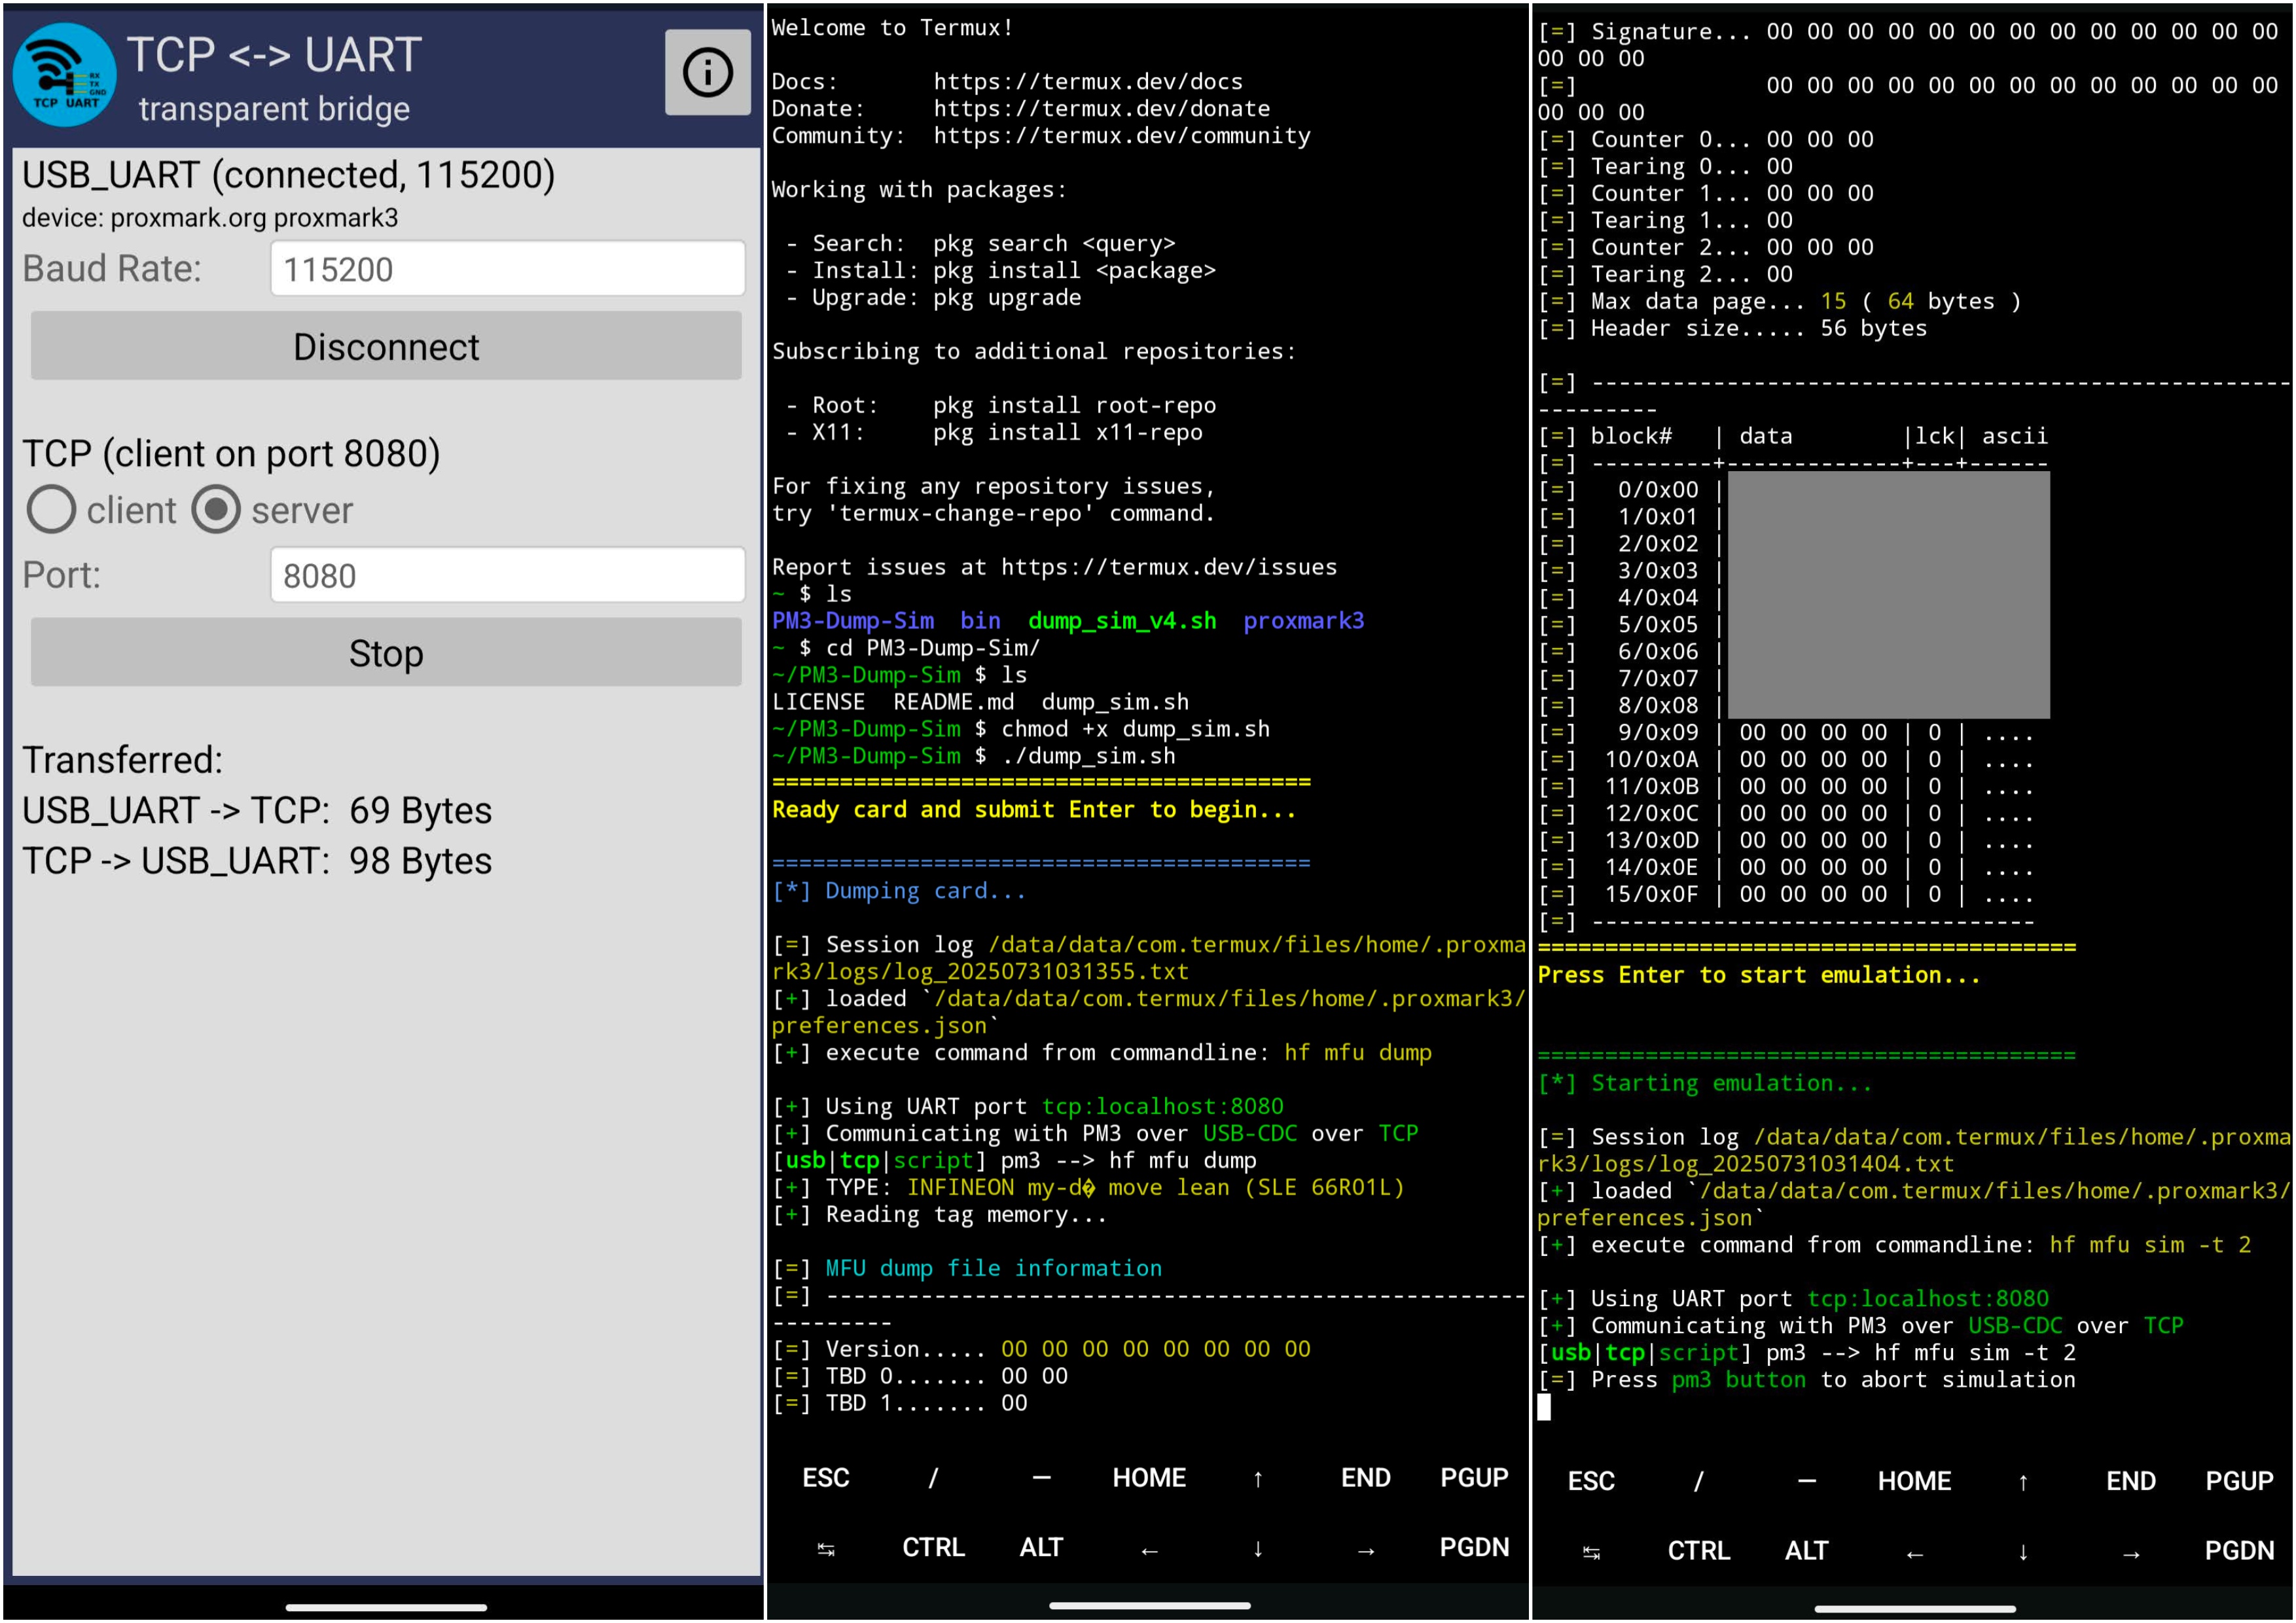 TCP <-> UART
transparent bridge
RX
TX
GND
TCP UART
USB_UART (connected, 115200)
device: proxmark.org proxmark3
Baud Rate: 115200
Disconnect
TCP (client on port 8080)
client server
Port: 8080
Stop
Transferred:
USB_UART -> TCP: 69 Bytes
TCP -> USB_UART: 98 Bytes
Welcome to Termux!
Docs: https://termux.dev/docs
Donate: https://termux.dev/donate
Community: https://termux.dev/community
Working with packages:
- Search: pkg search <query>
- Install: pkg install <package>
- Upgrade: pkg upgrade
Subscribing to additional repositories:
- Root: pkg install root-repo
- X11: pkg install x11-repo
For fixing any repository issues,
try 'termux-change-repo' command.
Report issues at https://termux.dev/issues
~ $ ls
PM3-Dump-Sim bin dump_sim_v4.sh proxmark3
~ $ cd PM3-Dump-Sim/
~/PM3-Dump-Sim $ ls
LICENSE README.md dump_sim.sh
~/PM3-Dump-Sim $ chmod +x dump_sim.sh
~/PM3-Dump-Sim $ ./dump_sim.sh
========================================
Ready card and submit Enter to begin...
========================================
[*] Dumping card...
[=] Session log /data/data/com.termux/files/home/.proxma
rk3/logs/log_20250731031355.txt
[+] loaded `/data/data/com.termux/files/home/.proxmark3/
preferences.json`
[+] execute command from commandline: hf mfu dump
[+] Using UART port tcp:localhost:8080
[+] Communicating with PM3 over USB-CDC over TCP
[usb|tcp|script] pm3 --> hf mfu dump
[+] TYPE: INFINEON my-d� move lean (SLE 66R01L)
[+] Reading tag memory...
[=] MFU dump file information
[=] ----------------------------------------------------
---------
[=] Version..... 00 00 00 00 00 00 00 00
[=] TBD 0....... 00 00
[=] TBD 1....... 00
ESC / — HOME ↑ END PGUP
↹ CTRL ALT ← ↓ → PGDN
[=] Signature... 00 00 00 00 00 00 00 00 00 00 00 00 00
00 00 00
[=] 00 00 00 00 00 00 00 00 00 00 00 00 00
00 00 00
[=] Counter 0... 00 00 00
[=] Tearing 0... 00
[=] Counter 1... 00 00 00
[=] Tearing 1... 00
[=] Counter 2... 00 00 00
[=] Tearing 2... 00
[=] Max data page... 15 ( 64 bytes )
[=] Header size..... 56 bytes
[=] ----------------------------------------------------
---------
[=] block# | data |lck| ascii
[=] ---------+-------------+---+------
[=] 0/0x00 |
[=] 1/0x01 |
[=] 2/0x02 |
[=] 3/0x03 |
[=] 4/0x04 |
[=] 5/0x05 |
[=] 6/0x06 |
[=] 7/0x07 |
[=] 8/0x08 |
[=] 9/0x09 | 00 00 00 00 | 0 | ....
[=] 10/0x0A | 00 00 00 00 | 0 | ....
[=] 11/0x0B | 00 00 00 00 | 0 | ....
[=] 12/0x0C | 00 00 00 00 | 0 | ....
[=] 13/0x0D | 00 00 00 00 | 0 | ....
[=] 14/0x0E | 00 00 00 00 | 0 | ....
[=] 15/0x0F | 00 00 00 00 | 0 | ....
[=] ---------------------------------
========================================
Press Enter to start emulation...
========================================
[*] Starting emulation...
[=] Session log /data/data/com.termux/files/home/.proxma
rk3/logs/log_20250731031404.txt
[+] loaded `/data/data/com.termux/files/home/.proxmark3/
preferences.json`
[+] execute command from commandline: hf mfu sim -t 2
[+] Using UART port tcp:localhost:8080
[+] Communicating with PM3 over USB-CDC over TCP
[usb|tcp|script] pm3 --> hf mfu sim -t 2
[=] Press pm3 button to abort simulation
ESC / — HOME ↑ END PGUP
↹ CTRL ALT ← ↓ → PGDN